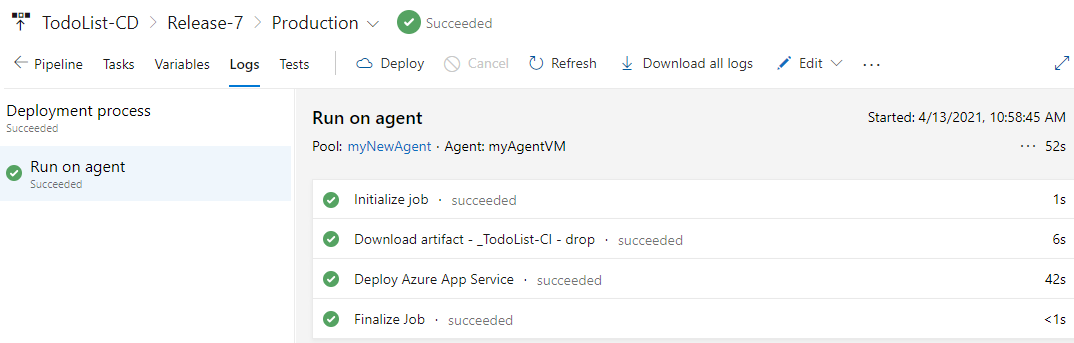 TodoList-CD > Release-7 > Production Succeeded
Pipeline Tasks Variables Logs Tests Deploy Cancel Refresh Download all logs Edit ...
Deployment process
Succeeded
Run on agent
Succeeded
Run on agent Started: 4/13/2021, 10:58:45 AM
Pool: myNewAgent · Agent: myAgentVM ... 52s
Initialize job · succeeded 1s
Download artifact - _TodoList-CI - drop · succeeded 6s
Deploy Azure App Service · succeeded 42s
Finalize Job · succeeded <1s